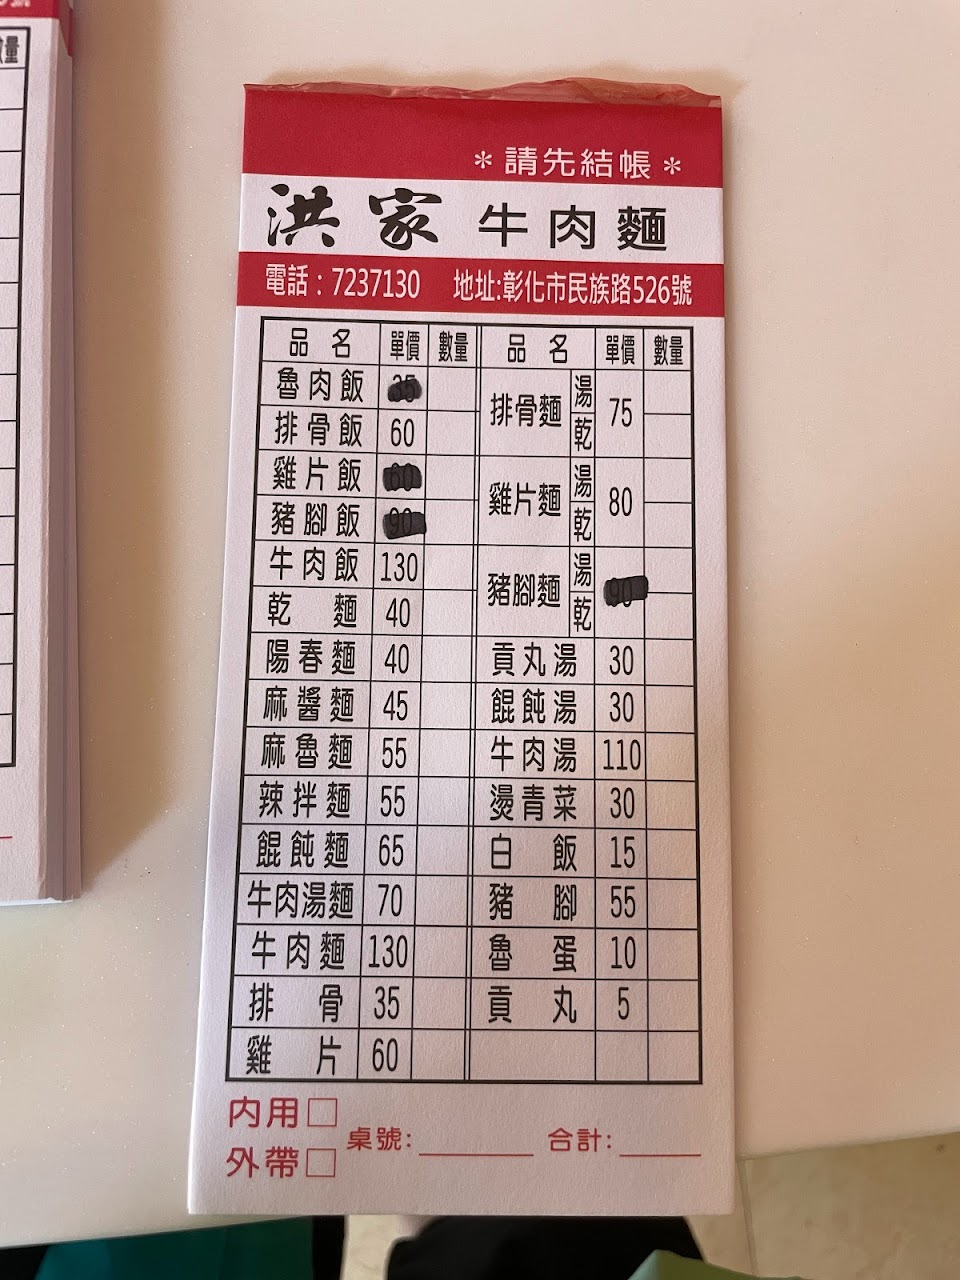 ＊請先結帳＊
洪家 牛肉麵
電話：7237130 地址:彰化市民族路526號
品名 單價 數量 品名 單價 數量
魯肉飯
排骨飯 60
雞片飯
豬腳飯
牛肉飯 130
乾麵 40
陽春麵 40
麻醬麵 45
麻魯麵 55
辣拌麵 55
餛飩麵 65
牛肉湯麵 70
牛肉麵 130
排骨 35
雞片 60
排骨麵 湯 乾 75
雞片麵 湯 乾 80
豬腳麵 湯 乾
貢丸湯 30
餛飩湯 30
牛肉湯 110
燙青菜 30
白飯 15
豬腳 55
魯蛋 10
貢丸 5
內用□
外帶□
桌號:
合計:
數量